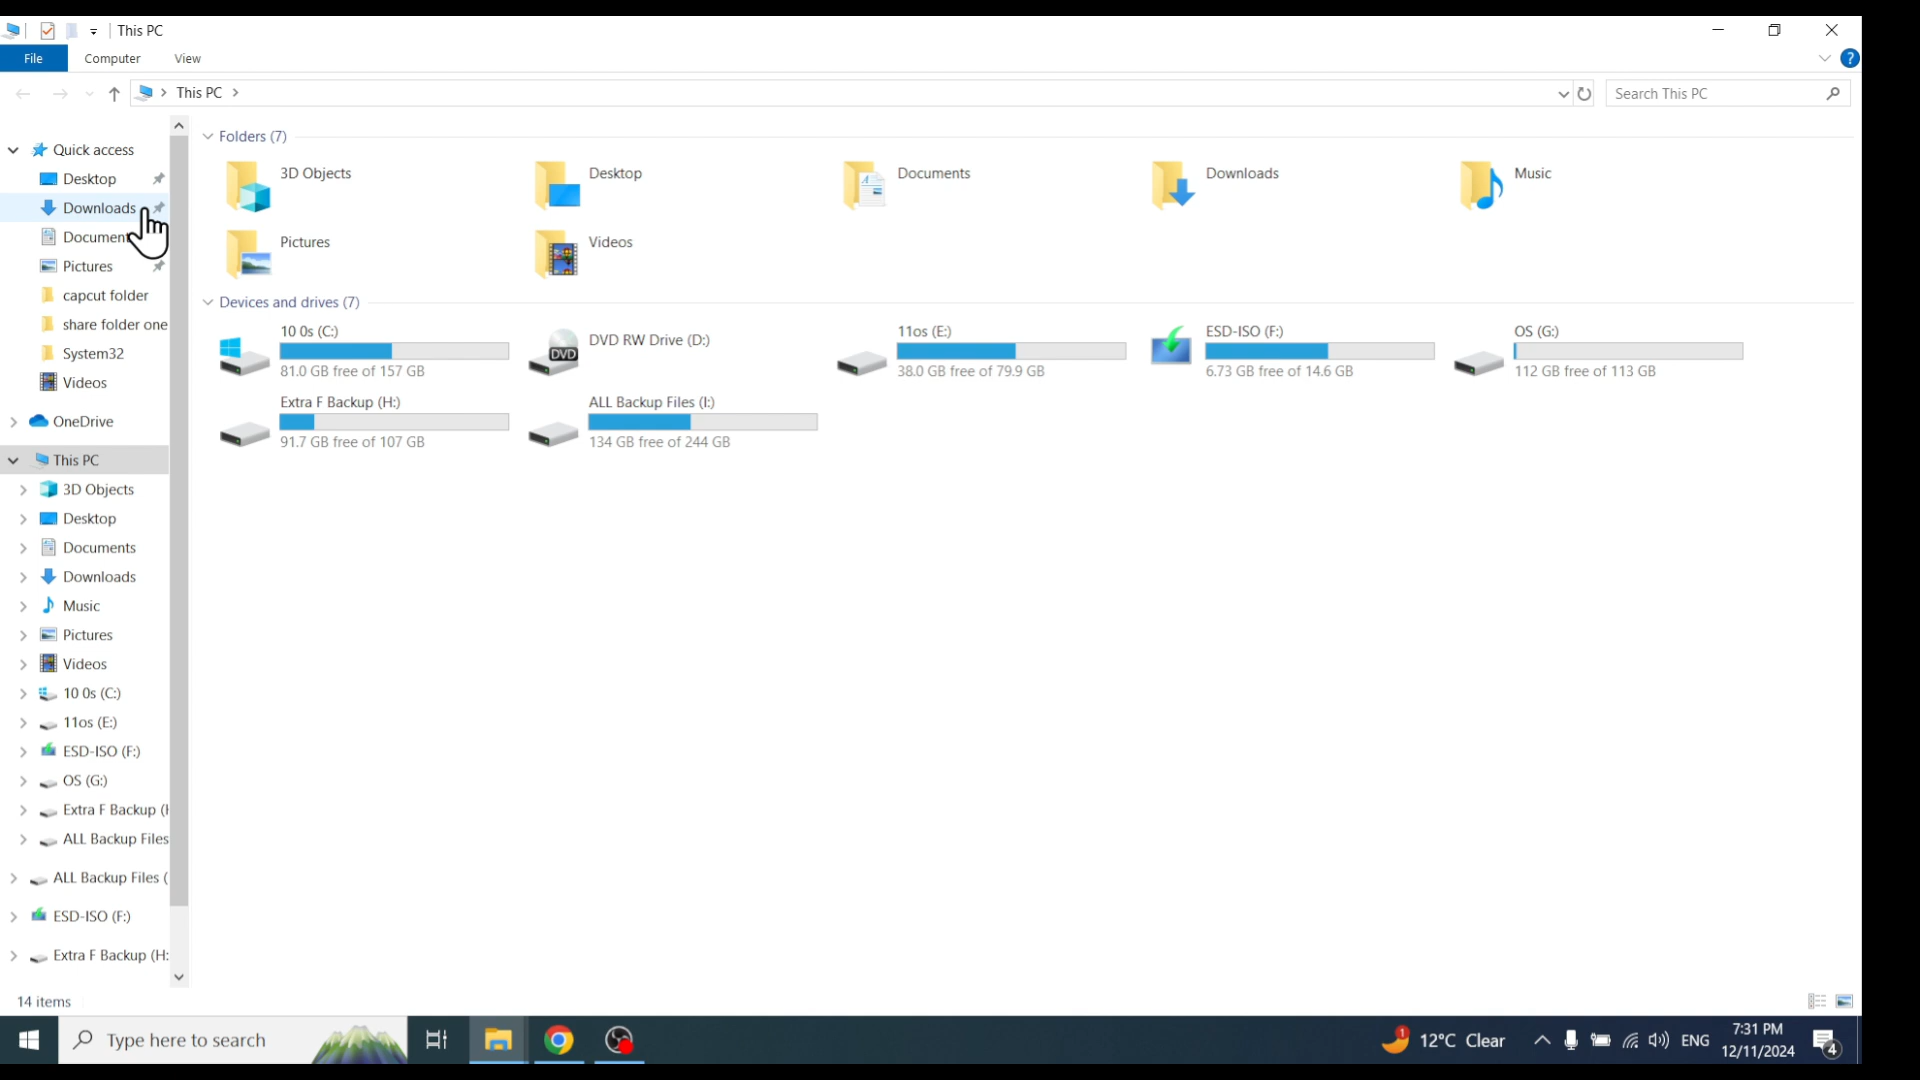 This PC
File Computer View
This PC
Search This PC
Quick access
Desktop
Downloads
Document
Pictures
capcut folder
share folder one
System32
Videos
OneDrive
This PC
3D Objects
Desktop
Documents
Downloads
Music
Pictures
Videos
10 0s (C:)
11os (E:)
ESD-ISO (F:)
OS (G:)
Extra F Backup (H
ALL Backup Files
ALL Backup Files (
ESD-ISO (F:)
Extra F Backup (H:
Folders (7)
3D Objects
Desktop
Documents
Downloads
Music
Pictures
Videos
Devices and drives (7)
10 0s (C:)
81.0 GB free of 157 GB
DVD
DVD RW Drive (D:)
11os (E:)
38.0 GB free of 79.9 GB
ESD-ISO (F:)
6.73 GB free of 14.6 GB
OS (G:)
112 GB free of 113 GB
Extra F Backup (H:)
91.7 GB free of 107 GB
ALL Backup Files (I:)
134 GB free of 244 GB
14 items
Type here to search
1
12°C Clear
ENG
7:31 PM
12/11/2024
4